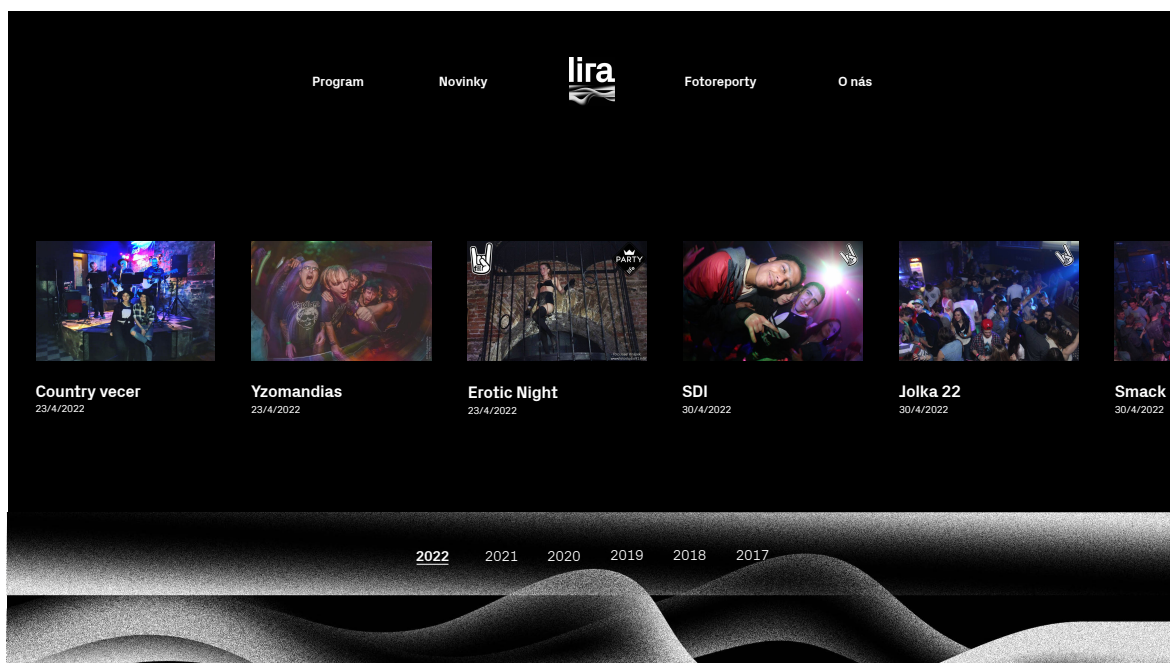 Program
Novinky
lira
Fotoreporty
O nás
PARTY
Country vecer
23/4/2022
Yzomandias
23/4/2022
Erotic Night
23/4/2022
SDI
30/4/2022
Jolka 22
30/4/2022
Smack
30/4/2022
2022
2021
2020
2019
2018
2017